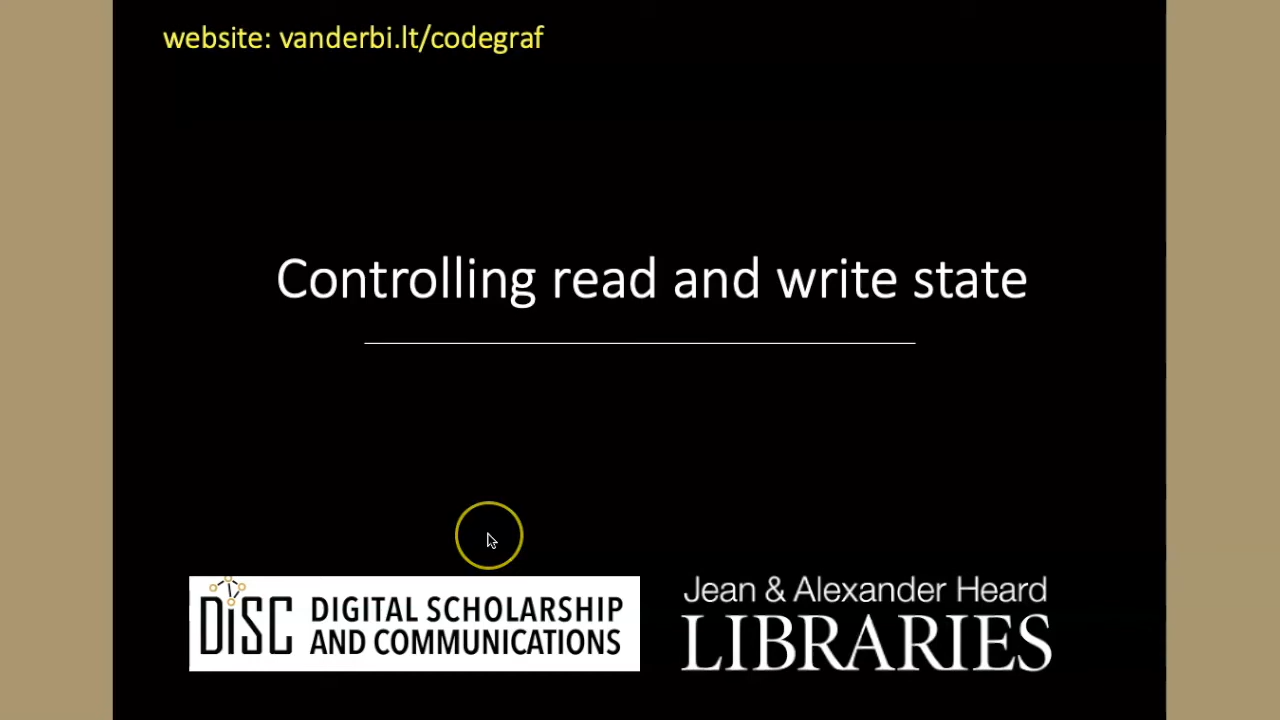 website: vanderbi.lt/codegraf
Controlling read and write state
DiSC DIGITAL SCHOLARSHIP
AND COMMUNICATIONS
Jean & Alexander Heard
LIBRARIES